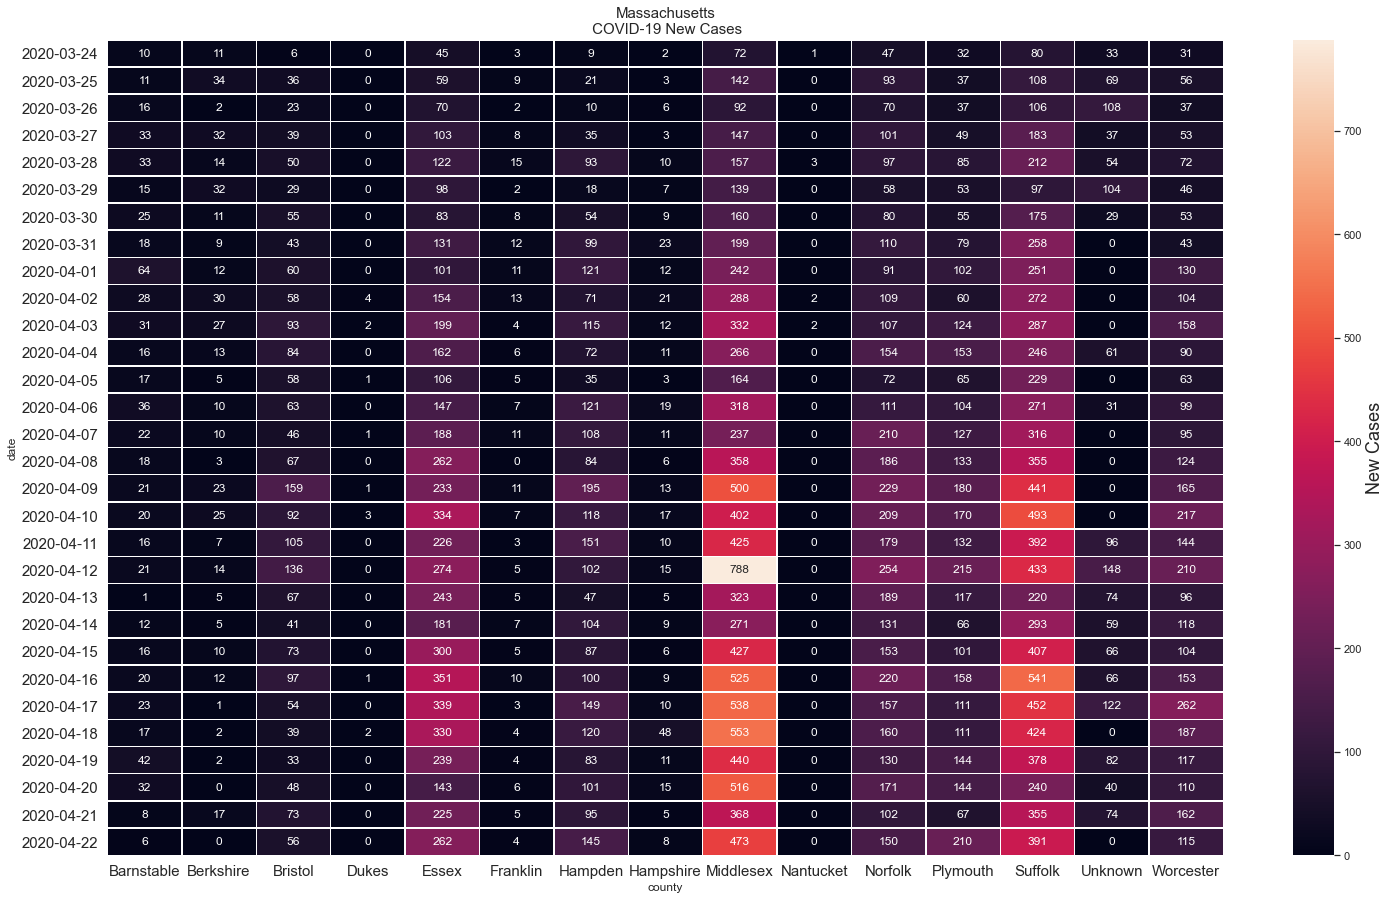 Massachusetts
COVID-19 New Cases
2020-03-24 10 11 6 0 45 3 9 2 72 1 47 32 80 33 31
2020-03-25 11 34 36 0 59 9 21 3 142 0 93 37 108 69 56
2020-03-26 16 2 23 0 70 2 10 6 92 0 70 37 106 108 37
2020-03-27 33 32 39 0 103 8 35 3 147 0 101 49 183 37 53
2020-03-28 33 14 50 0 122 15 93 10 157 3 97 85 212 54 72
2020-03-29 15 32 29 0 98 2 18 7 139 0 58 53 97 104 46
2020-03-30 25 11 55 0 83 8 54 9 160 0 80 55 175 29 53
2020-03-31 18 9 43 0 131 12 99 23 199 0 110 79 258 0 43
2020-04-01 64 12 60 0 101 11 121 12 242 0 91 102 251 0 130
2020-04-02 28 30 58 4 154 13 71 21 288 2 109 60 272 0 104
2020-04-03 31 27 93 2 199 4 115 12 332 2 107 124 287 0 158
2020-04-04 16 13 84 0 162 6 72 11 266 0 154 153 246 61 90
2020-04-05 17 5 58 1 106 5 35 3 164 0 72 65 229 0 63
2020-04-06 36 10 63 0 147 7 121 19 318 0 111 104 271 31 99
2020-04-07 22 10 46 1 188 11 108 11 237 0 210 127 316 0 95
2020-04-08 18 3 67 0 262 0 84 6 358 0 186 133 355 0 124
2020-04-09 21 23 159 1 233 11 195 13 500 0 229 180 441 0 165
2020-04-10 20 25 92 3 334 7 118 17 402 0 209 170 493 0 217
2020-04-11 16 7 105 0 226 3 151 10 425 0 179 132 392 96 144
2020-04-12 21 14 136 0 274 5 102 15 788 0 254 215 433 148 210
2020-04-13 1 5 67 0 243 5 47 5 323 0 189 117 220 74 96
2020-04-14 12 5 41 0 181 7 104 9 271 0 131 66 293 59 118
2020-04-15 16 10 73 0 300 5 87 6 427 0 153 101 407 66 104
2020-04-16 20 12 97 1 351 10 100 9 525 0 220 158 541 66 153
2020-04-17 23 1 54 0 339 3 149 10 538 0 157 111 452 122 262
2020-04-18 17 2 39 2 330 4 120 48 553 0 160 111 424 0 187
2020-04-19 42 2 33 0 239 4 83 11 440 0 130 144 378 82 117
2020-04-20 32 0 48 0 143 6 101 15 516 0 171 144 240 40 110
2020-04-21 8 17 73 0 225 5 95 5 368 0 102 67 355 74 162
2020-04-22 6 0 56 0 262 4 145 8 473 0 150 210 391 0 115
Barnstable Berkshire Bristol Dukes Essex Franklin Hampden Hampshire Middlesex Nantucket Norfolk Plymouth Suffolk Unknown Worcester
county
date
700
600
500
400
300
200
100
0
New Cases